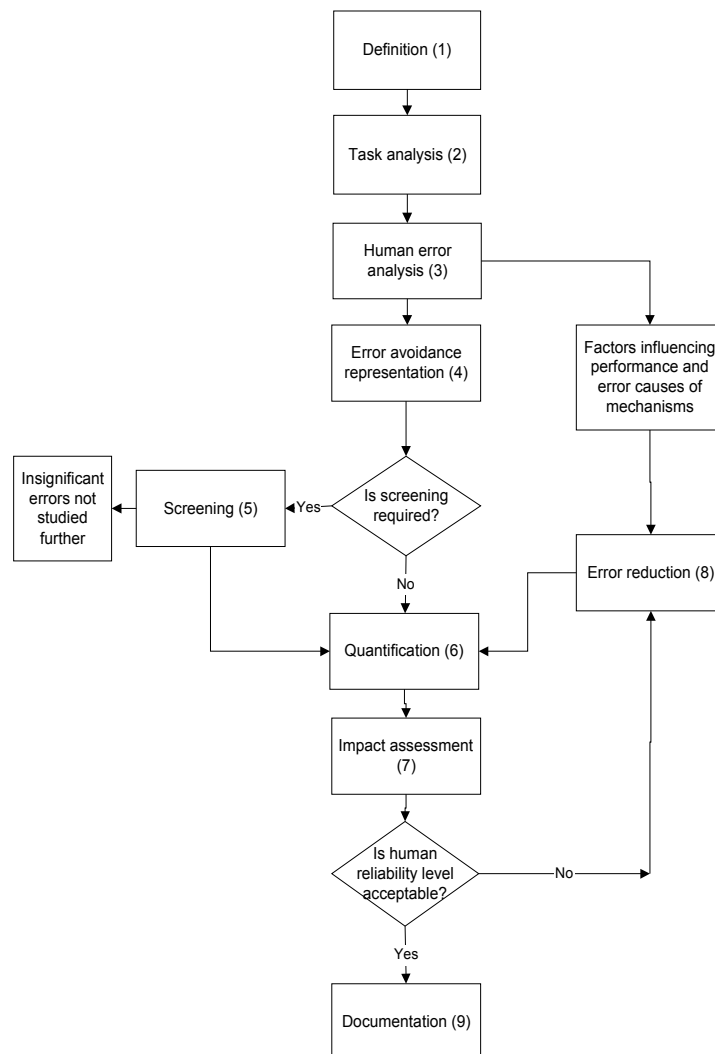 Definition (1)
Task analysis (2)
Human error
analysis (3)
Error avoidance
representation (4)
Factors influencing
performance and
error causes of
mechanisms
Is screening
required?
Yes
Screening (5)
Insignificant
errors not
studied
further
No
Error reduction (8)
Quantification (6)
Impact assessment
(7)
Is human
reliability level
acceptable?
No
Yes
Documentation (9)